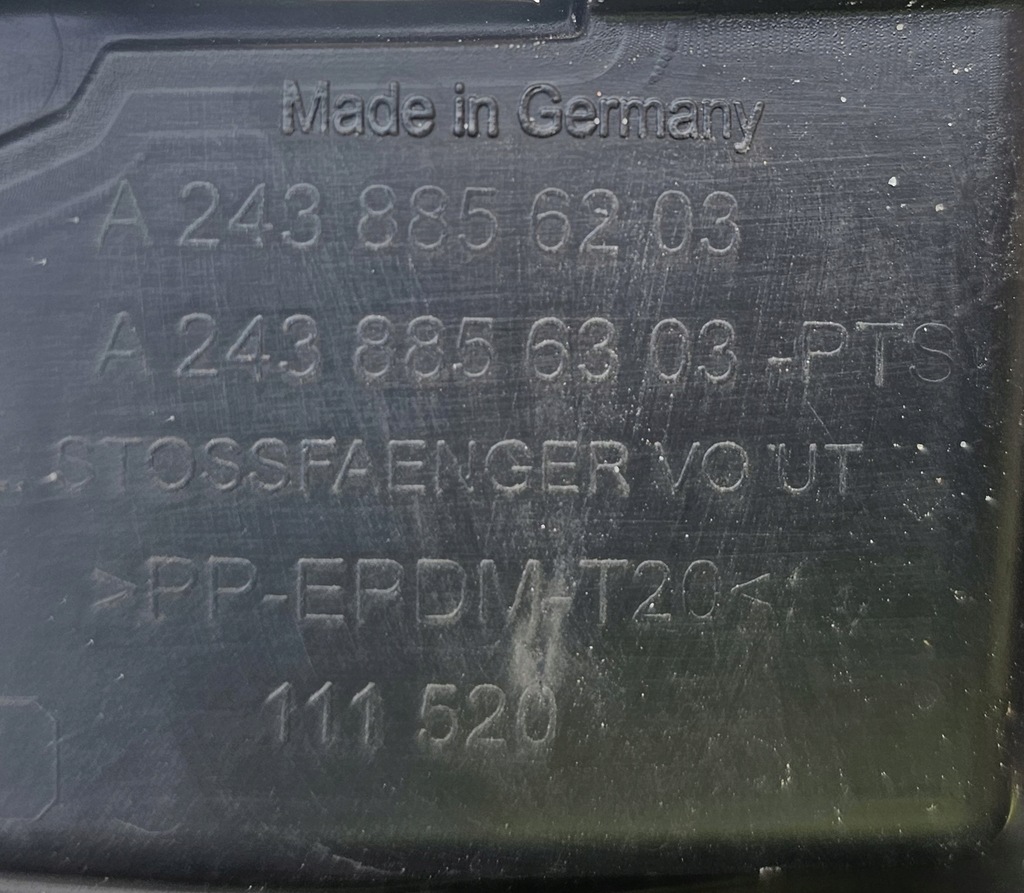 Made in Germany
A 243 885 62 03
A 243 885 63 03 -PTS
STOSSFAENGER VO UT
>PP-EPDM-T20<
111 520